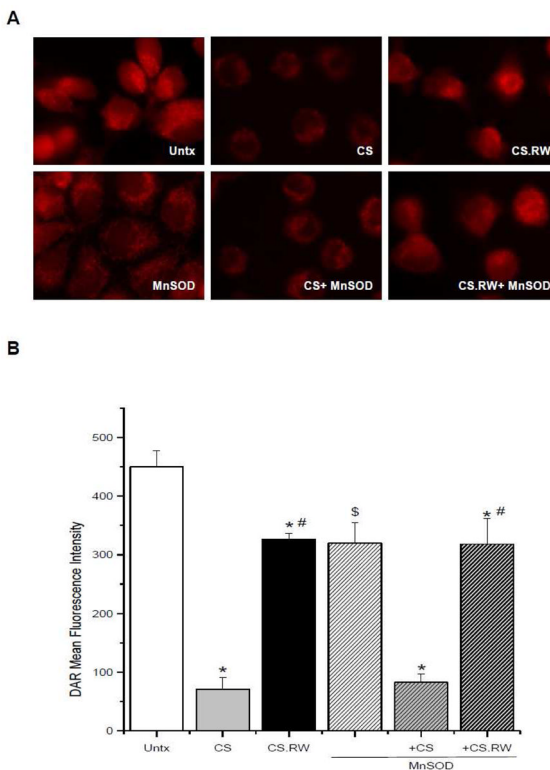 A
Untx
CS
CS.RW
MnSOD
CS+ MnSOD
CS.RW+ MnSOD
B
DAR Mean Fluorescence Intensity
500
400
300
200
100
0
*
* #
$
*
* #
Untx
CS
CS.RW
+CS
+CS.RW
MnSOD